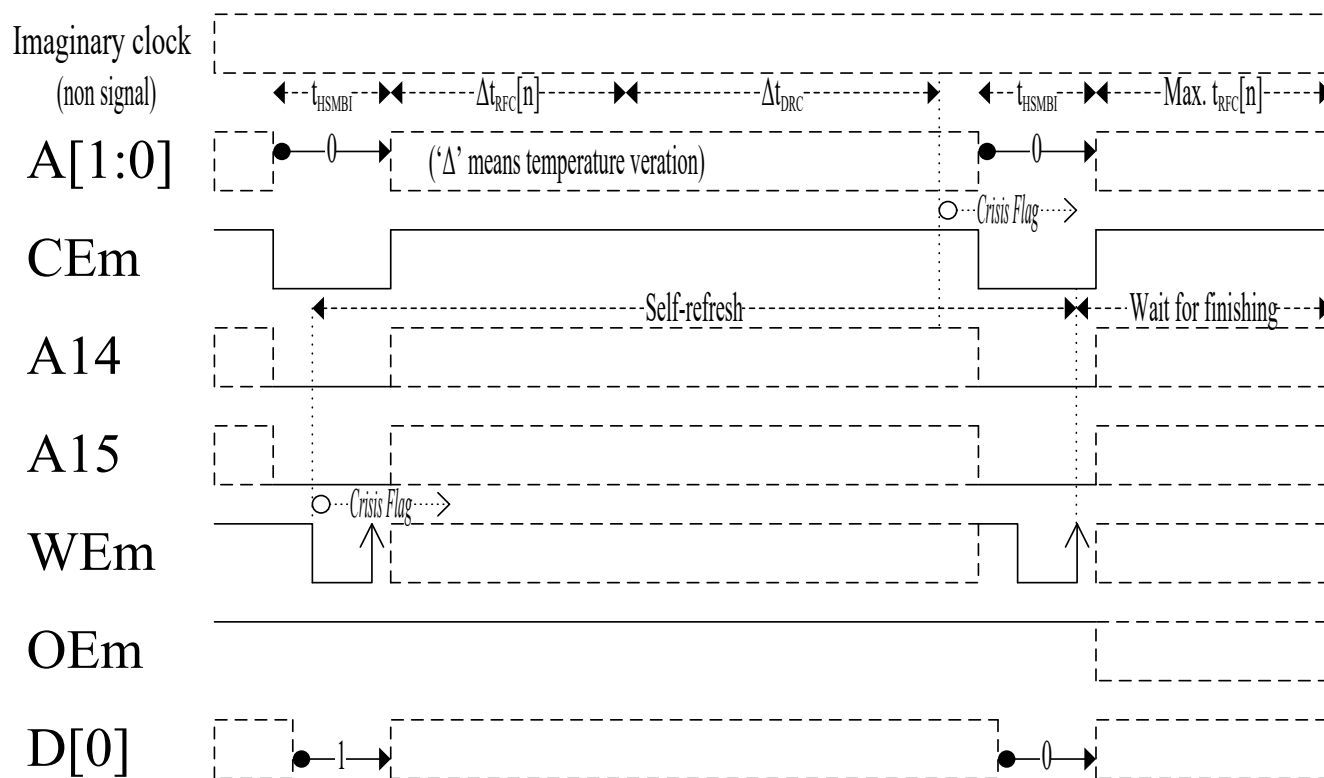 Imaginary clock
(non signal)
tHSMBI ΔtRFC[n] ΔtDRC tHSMBI Max. tRFC[n]
A[1:0] 0 (‘Δ’ means temperature veration) 0
Crisis Flag
CEm
Self-refresh Wait for finishing
A14
A15
Crisis Flag
WEm
OEm
D[0] 1 0